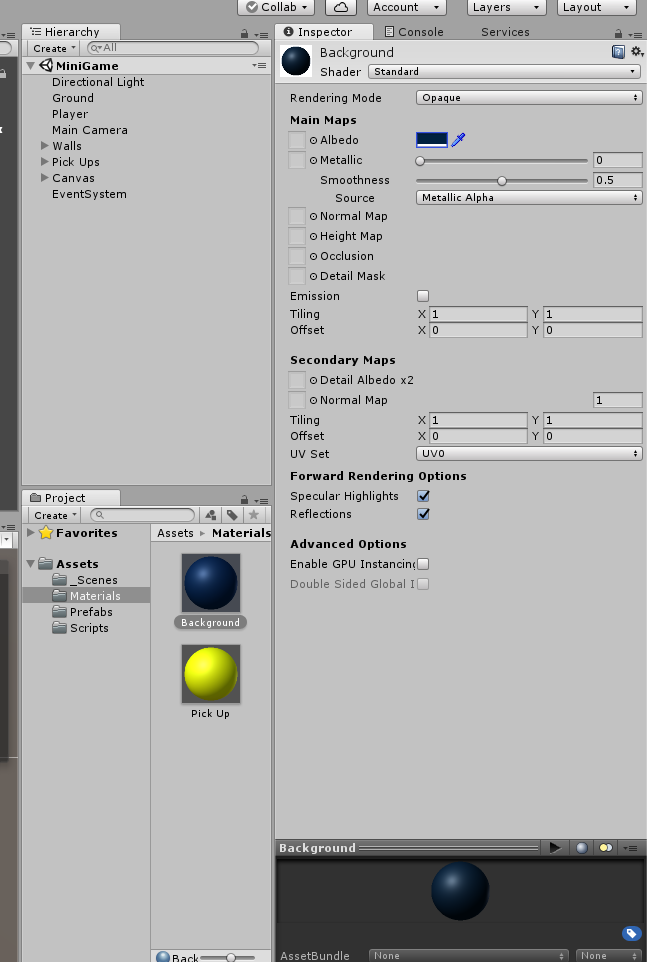 Collab
Account
Layers
Layout
Hierarchy
Create
All
MiniGame
Directional Light
Ground
Player
Main Camera
Walls
Pick Ups
Canvas
EventSystem
Inspector
Console
Services
Background
Shader Standard
Rendering Mode Opaque
Main Maps
Albedo
Metallic 0
Smoothness 0.5
Source Metallic Alpha
Normal Map
Height Map
Occlusion
Detail Mask
Emission
Tiling X 1 Y 1
Offset X 0 Y 0
Secondary Maps
Detail Albedo x2
Normal Map 1
Tiling X 1 Y 1
Offset X 0 Y 0
UV Set UV0
Forward Rendering Options
Specular Highlights
Reflections
Advanced Options
Enable GPU Instancing
Double Sided Global I
Project
Create
Favorites
Assets
_Scenes
Materials
Prefabs
Scripts
Assets Materials
Background
Pick Up
Back
Background
AssetBundle None None